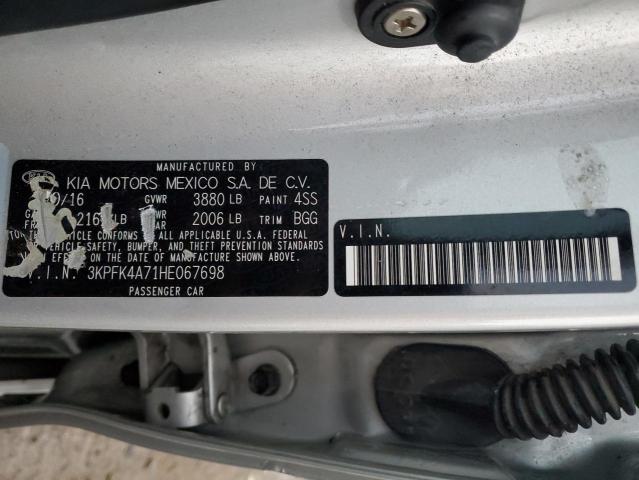 MANUFACTURED BY
KIA MOTORS MEXICO S.A. DE C.V.
/16 GVWR 3880 LB PAINT 4SS
LB 2006 LB TRIM BGG
CONFORMS TO ALL APPLICABLE U.S.A FEDERAL
VEHICLE SAFETY, BUMPER, AND THEFT PREVENTION STANDARDS
IN EFFECT ON THE DATE OF MANUFACTURE SHOWN ABOVE.
V.I.N. 3KPFK4A71HE067698
PASSENGER CAR
V.I.N.